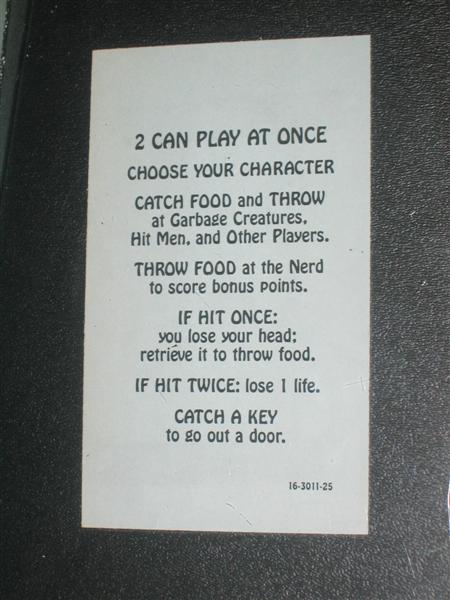 2 CAN PLAY AT ONCE
CHOOSE YOUR CHARACTER
CATCH FOOD and THROW
at Garbage Creatures,
Hit Men, and Other Players.
THROW FOOD at the Nerd
to score bonus points.
IF HIT ONCE:
you lose your head;
retrieve it to throw food.
IF HIT TWICE: lose 1 life.
CATCH A KEY
to go out a door.
16-3011-25